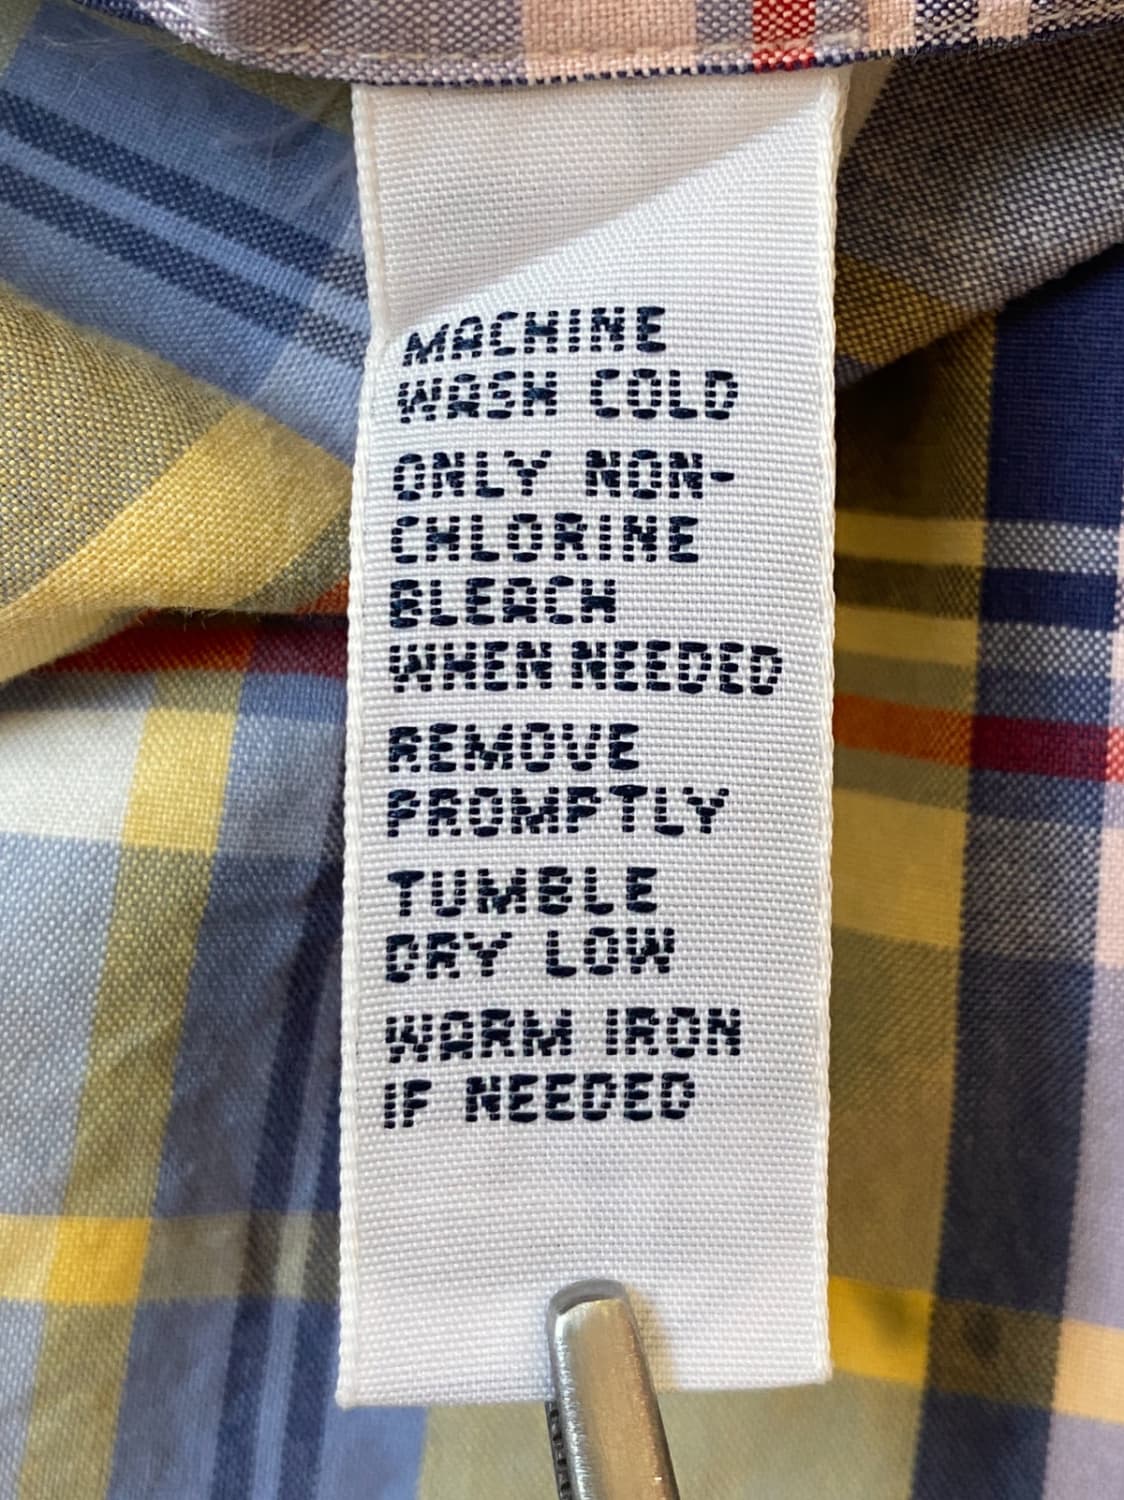 MACHINE
WASH COLD
ONLY NON-
CHLORINE
BLEACH
WHEN NEEDED
REMOVE
PROMPTLY
TUMBLE
DRY LOW
WARM IRON
IF NEEDED